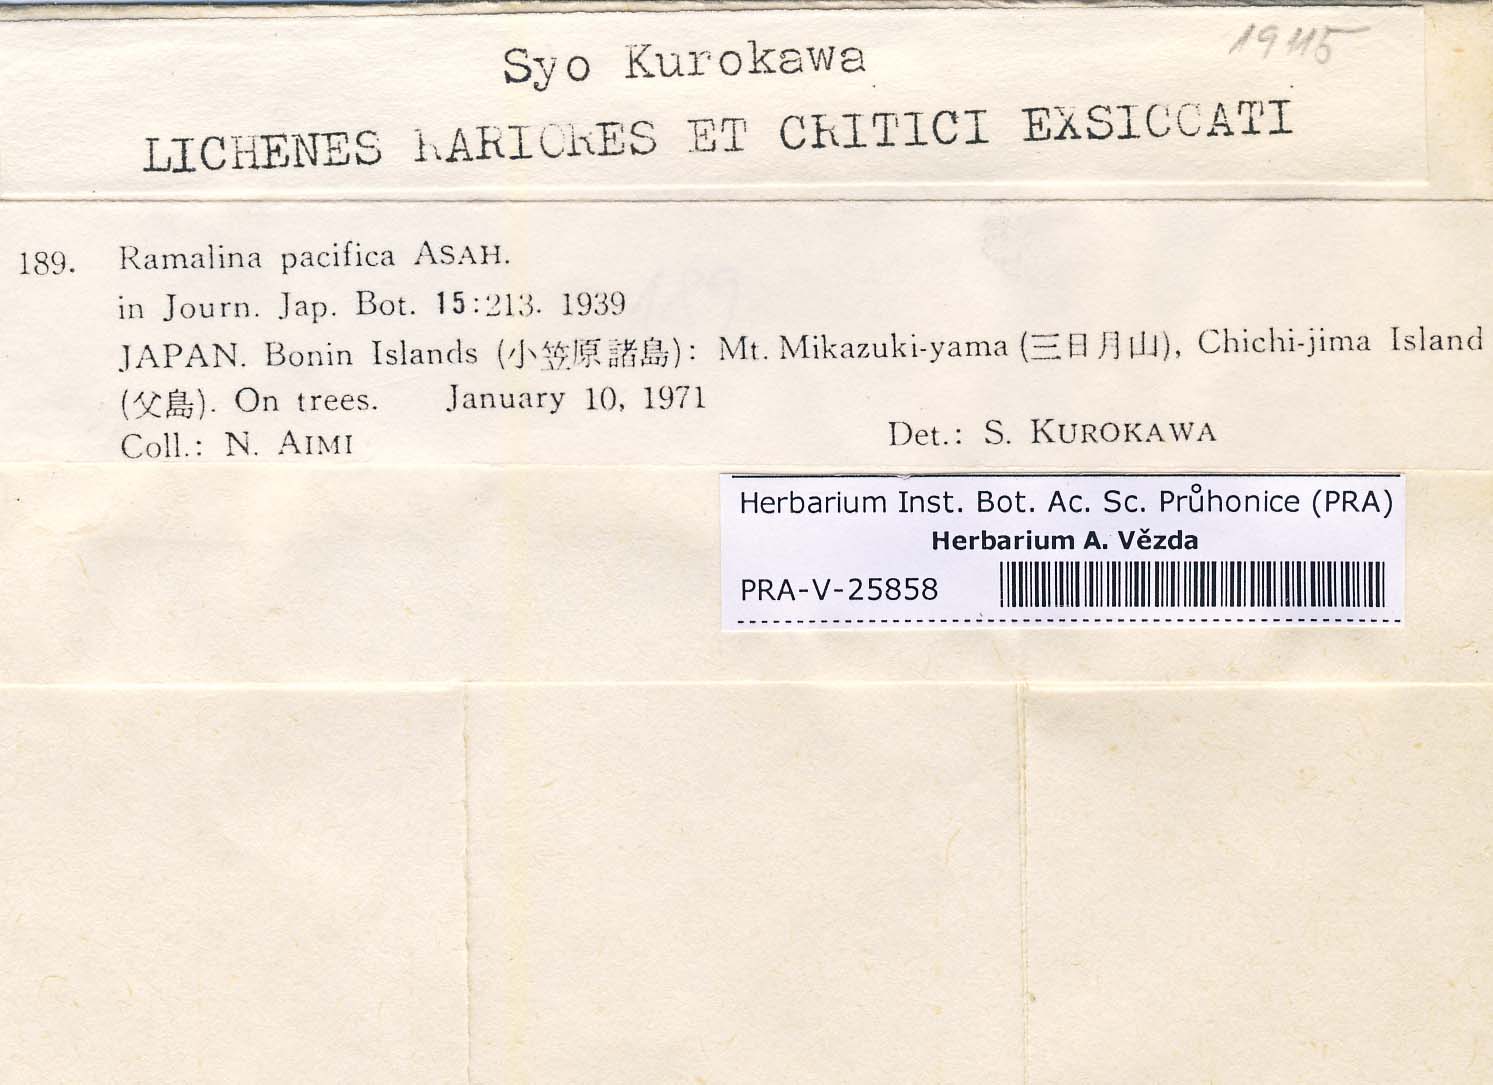 19115
Syo Kurokawa
LICHENES RARIORES ET CRITICI EXSICCATI
189. Ramalina pacifica ASAH.
in Journ. Jap. Bot. 15:213. 1939
189
JAPAN. Bonin Islands (小笠原諸島): Mt. Mikazuki-yama (三日月山), Chichi-jima Island
(父島). On trees. January 10, 1971
Coll.: N. AIMI Det.: S. KUROKAWA
Herbarium Inst. Bot. Ac. Sc. Průhonice (PRA)
Herbarium A. Vězda
PRA-V-25858